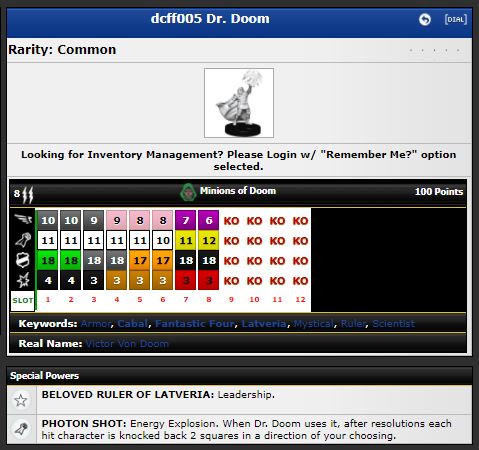 dcff005 Dr. Doom
[DIAL]
Rarity: Common
Looking for Inventory Management? Please Login w/ "Remember Me?" option
selected.
8 Minions of Doom 100 Points
10 10 9 9 8 8 7 6 KO KO KO KO
11 11 11 11 11 10 11 12 KO KO KO KO
18 18 18 18 17 17 18 18 KO KO KO KO
4 4 3 3 3 3 3 3 KO KO KO KO
SLOT 1 2 3 4 5 6 7 8 9 10 11 12
Keywords: Armor, Cabal, Fantastic Four, Latveria, Mystical, Ruler, Scientist
Real Name: Victor Von Doom
Special Powers
BELOVED RULER OF LATVERIA: Leadership.
PHOTON SHOT: Energy Explosion. When Dr. Doom uses it, after resolutions each
hit character is knocked back 2 squares in a direction of your choosing.